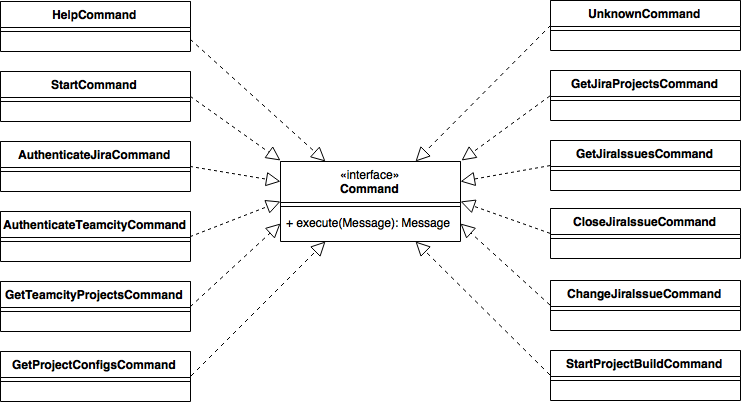 HelpCommand
StartCommand
AuthenticateJiraCommand
AuthenticateTeamcityCommand
GetTeamcityProjectsCommand
GetProjectConfigsCommand
«interface»
Command
+ execute(Message): Message
UnknownCommand
GetJiraProjectsCommand
GetJiraIssuesCommand
CloseJiraIssueCommand
ChangeJiraIssueCommand
StartProjectBuildCommand